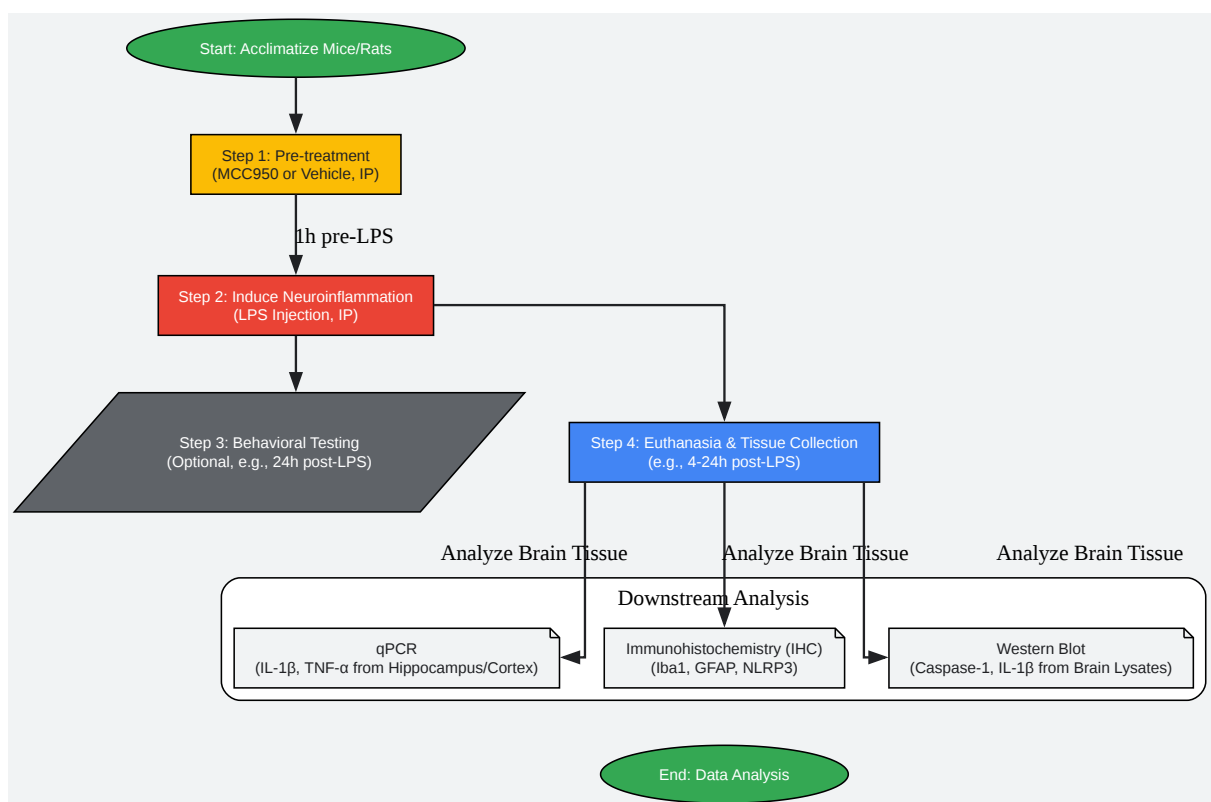 Start: Acclimatize Mice/Rats
Step 1: Pre-treatment
(MCC950 or Vehicle, IP)
1h pre-LPS
Step 2: Induce Neuroinflammation
(LPS Injection, IP)
Step 3: Behavioral Testing
(Optional, e.g., 24h post-LPS)
Step 4: Euthanasia & Tissue Collection
(e.g., 4-24h post-LPS)
Analyze Brain Tissue
Analyze Brain Tissue
Analyze Brain Tissue
Downstream Analysis
qPCR
(IL-1β, TNF-α from Hippocampus/Cortex)
Immunohistochemistry (IHC)
(Iba1, GFAP, NLRP3)
Western Blot
(Caspase-1, IL-1β from Brain Lysates)
End: Data Analysis